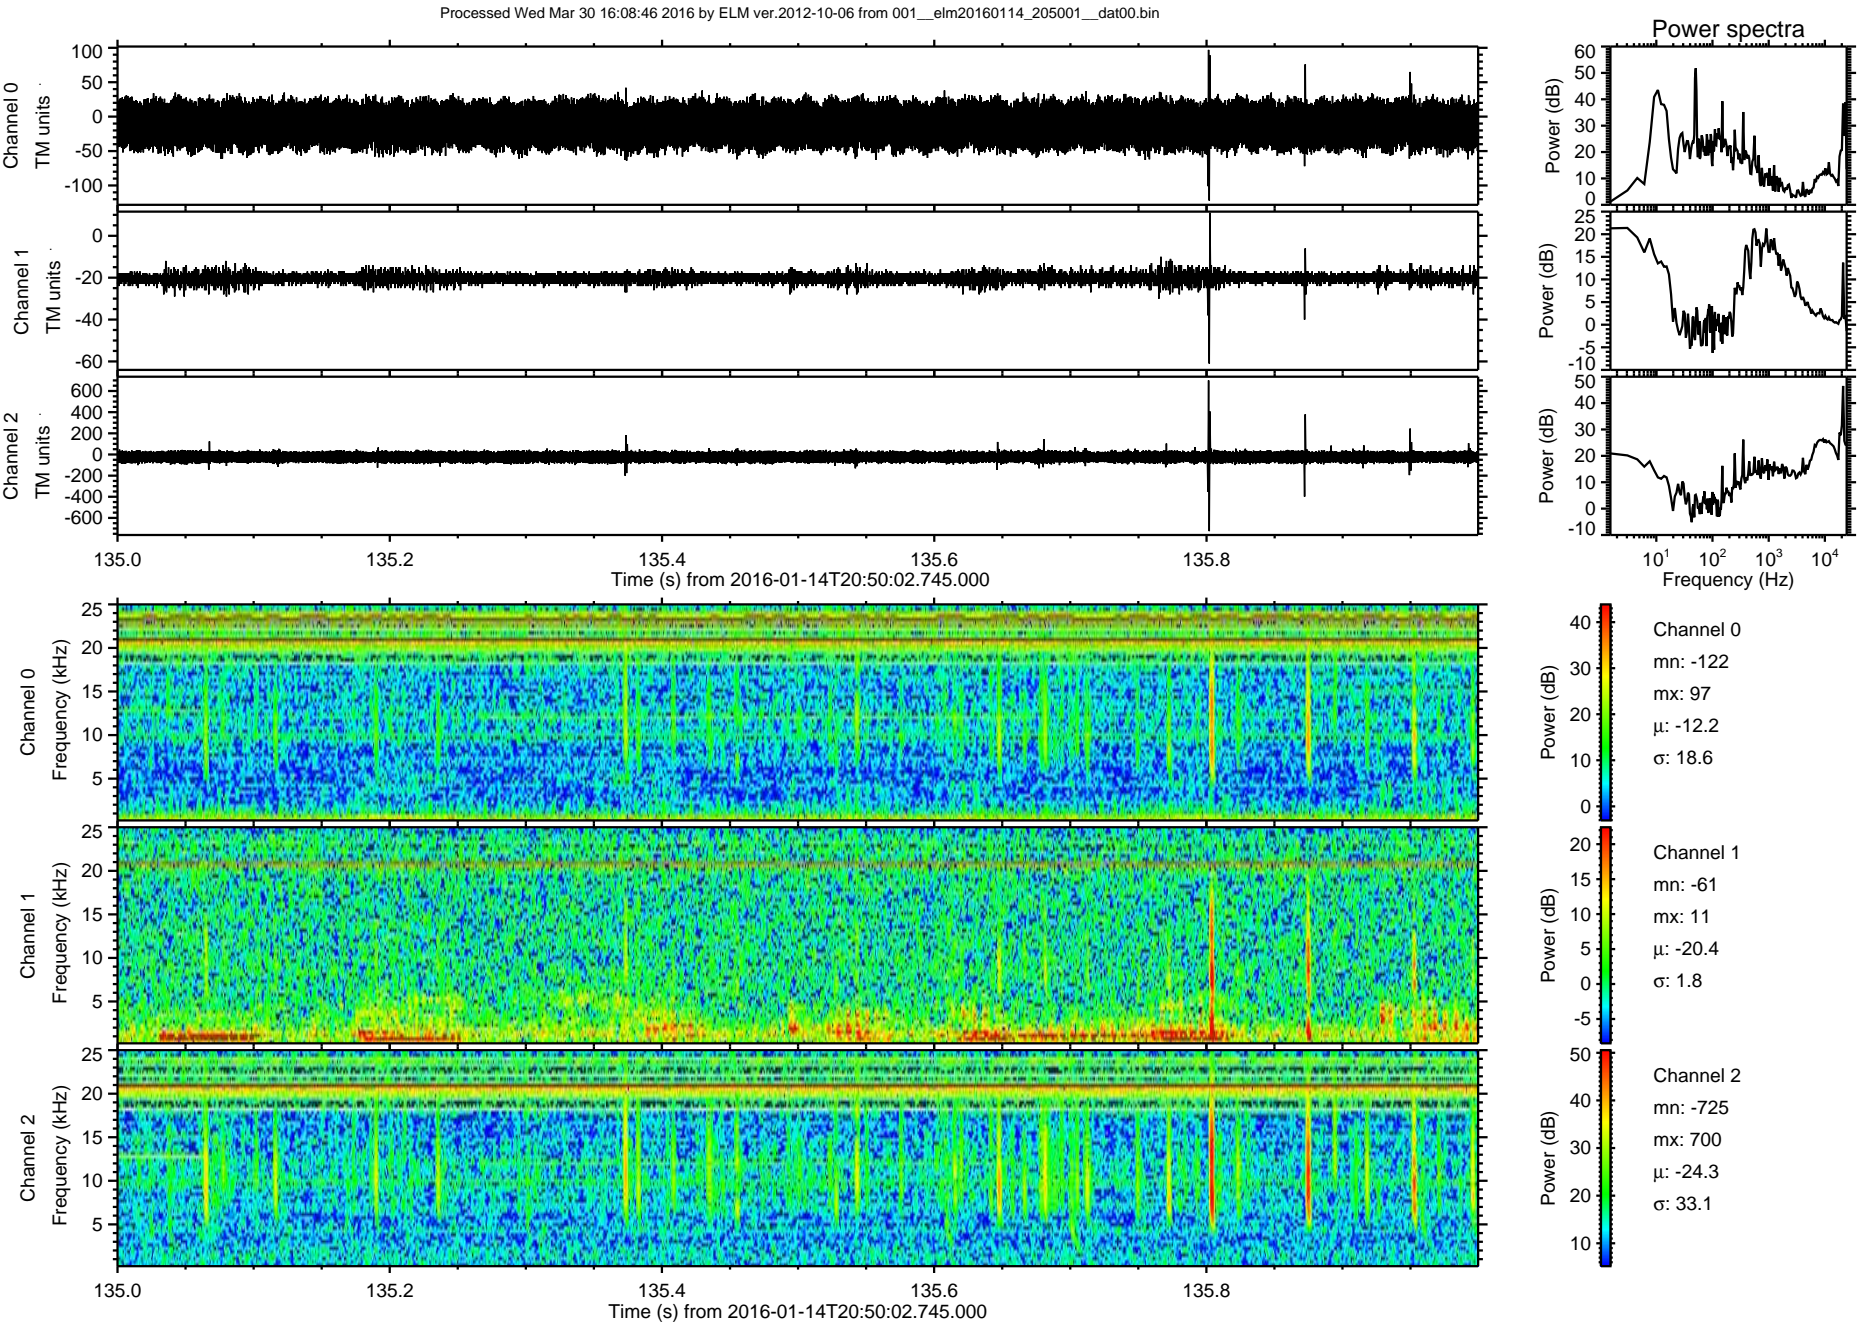 Processed Wed Mar 30 16:08:46 2016 by ELM ver.2012-10-06 from 001__elm20160114_205001__dat00.bin
Power spectra
Channel 0
TM units
100
50
0
-50
-100
Power (dB)
60
50
40
30
20
10
0
Channel 1
TM units
0
-20
-40
-60
Power (dB)
25
20
15
10
5
0
-5
-10
Channel 2
TM units
600
400
200
0
-200
-400
-600
Power (dB)
50
40
30
20
10
0
-10
135.0 135.2 135.4 135.6 135.8
Time (s) from 2016-01-14T20:50:02.745.000
10^1 10^2 10^3 10^4
Frequency (Hz)
Channel 0
Frequency (kHz)
25
20
15
10
5
Power (dB)
40
30
20
10
0
Channel 0
mn: -122
mx: 97
μ: -12.2
σ: 18.6
Channel 1
Frequency (kHz)
25
20
15
10
5
Power (dB)
20
15
10
5
0
-5
Channel 1
mn: -61
mx: 11
μ: -20.4
σ: 1.8
Channel 2
Frequency (kHz)
25
20
15
10
5
Power (dB)
50
40
30
20
10
Channel 2
mn: -725
mx: 700
μ: -24.3
σ: 33.1
135.0 135.2 135.4 135.6 135.8
Time (s) from 2016-01-14T20:50:02.745.000